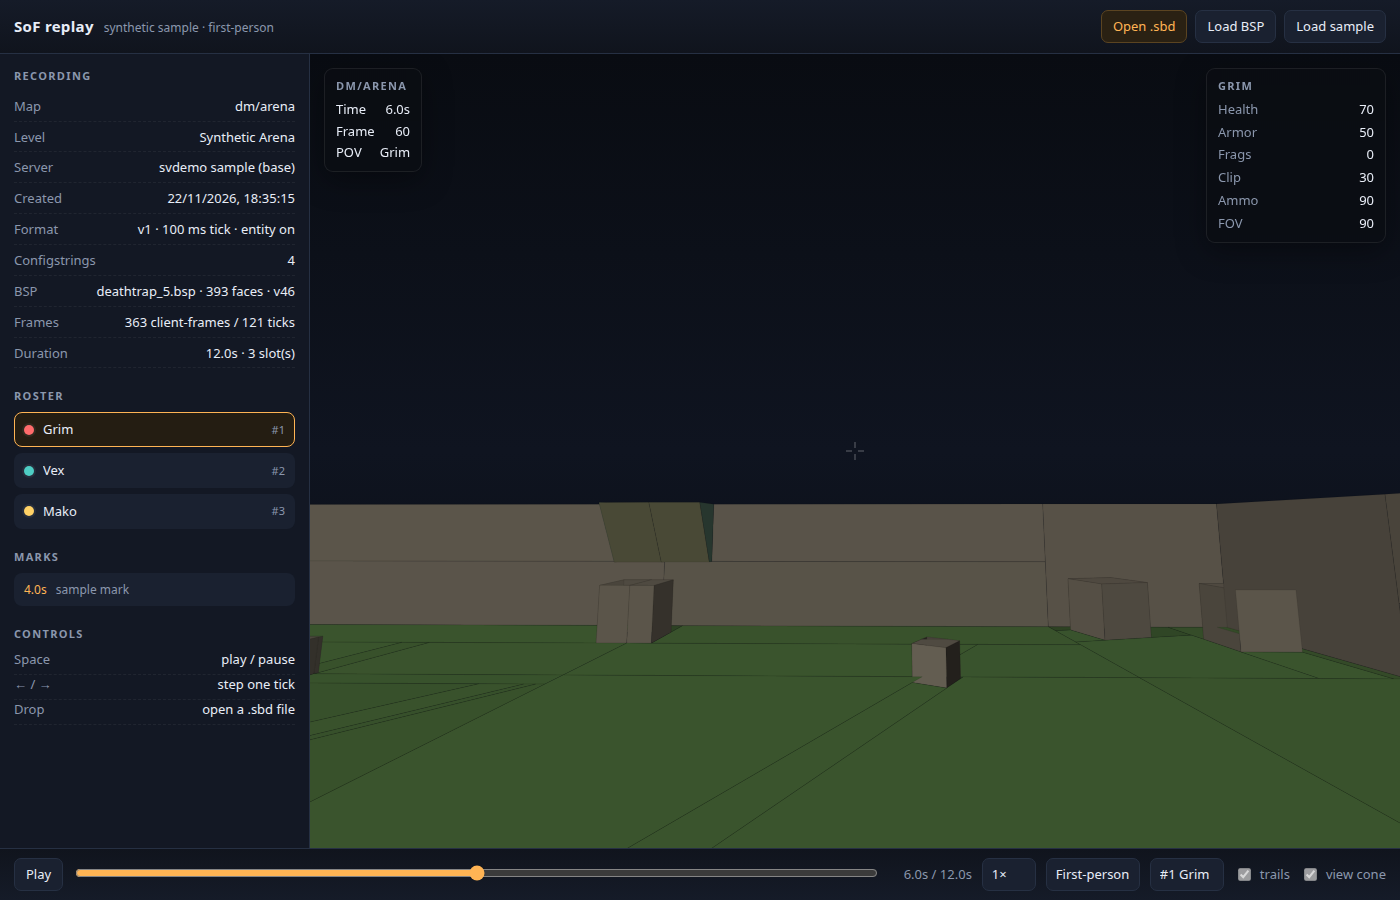 SoF replay synthetic sample · first-person
Open .sbd Load BSP Load sample
RECORDING
Map dm/arena
Level Synthetic Arena
Server svdemo sample (base)
Created 22/11/2026, 18:35:15
Format v1 · 100 ms tick · entity on
Configstrings 4
BSP deathtrap_5.bsp · 393 faces · v46
Frames 363 client-frames / 121 ticks
Duration 12.0s · 3 slot(s)
ROSTER
Grim #1
Vex #2
Mako #3
MARKS
4.0s sample mark
CONTROLS
Space play / pause
← / → step one tick
Drop open a .sbd file
DM/ARENA
Time 6.0s
Frame 60
POV Grim
GRIM
Health 70
Armor 50
Frags 0
Clip 30
Ammo 90
FOV 90
Play 6.0s / 12.0s 1× First-person #1 Grim trails view cone